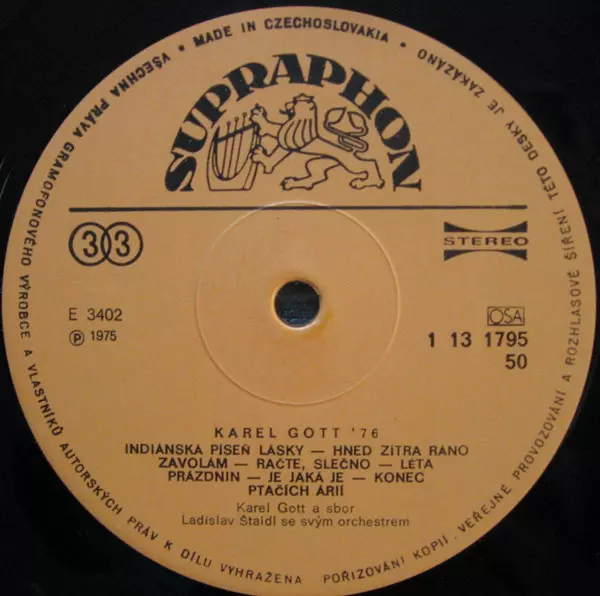 VŠECHNA PRÁVA GRAMOFONOVÉHO VÝROBCE A VLASTNÍKŮ AUTORSKÝCH PRÁV K DÍLU VYHRAŽENA   POŘIZOVÁNÍ KOPIÍ, VEŘEJNÉ PROVOZOVÁNÍ A ROZHLASOVÉ ŠÍŘENÍ TÉTO DESKY JE ZAKÁZÁNO
• MADE IN CZECHOSLOVAKIA •
SUPRAPHON
33
STEREO
E 3402
℗ 1975
OSA
1 13 1795
50
KAREL GOTT '76
INDIÁNSKÁ PÍSEŇ LÁSKY — HNED ZÍTRA RÁNO
ZAVOLÁM — RAČTE, SLEČNO — LÉTA
PRÁZDNIN — JE JAKÁ JE — KONEC
PTAČÍCH ÁRIÍ
Karel Gott a sbor
Ladislav Štaidl se svým orchestrem